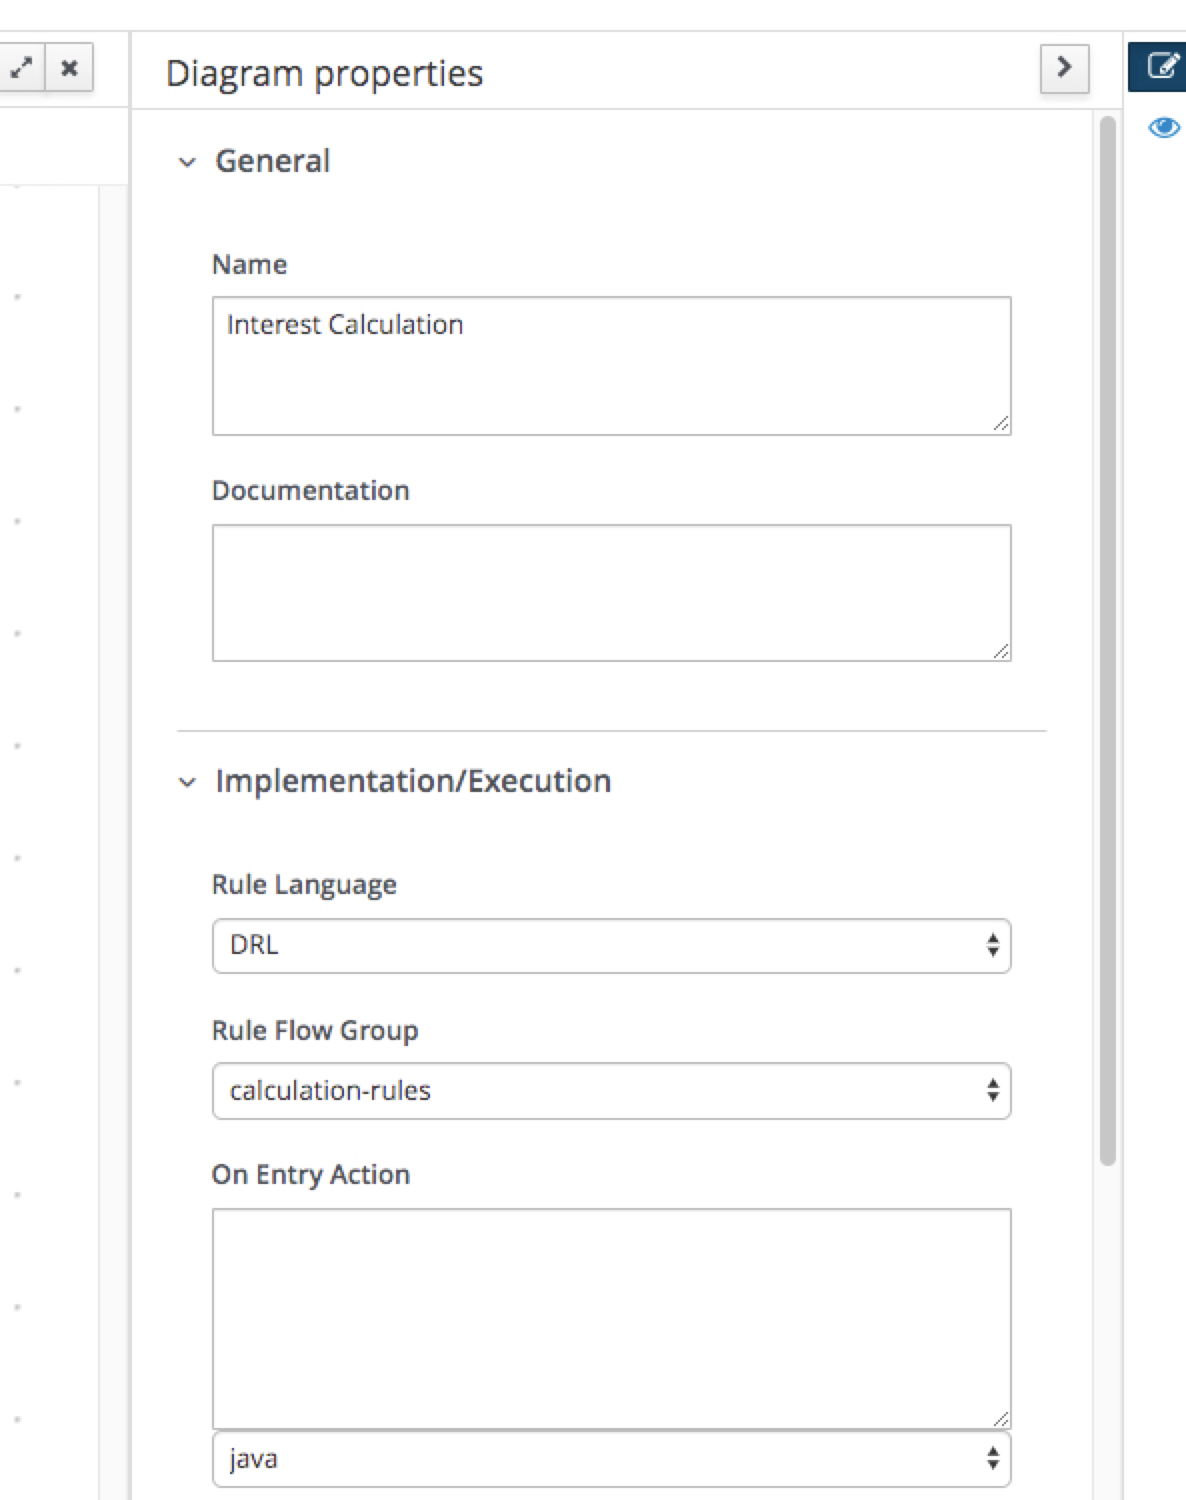 Diagram properties
General
Name
Interest Calculation
Documentation
Implementation/Execution
Rule Language
DRL
Rule Flow Group
calculation-rules
On Entry Action
java